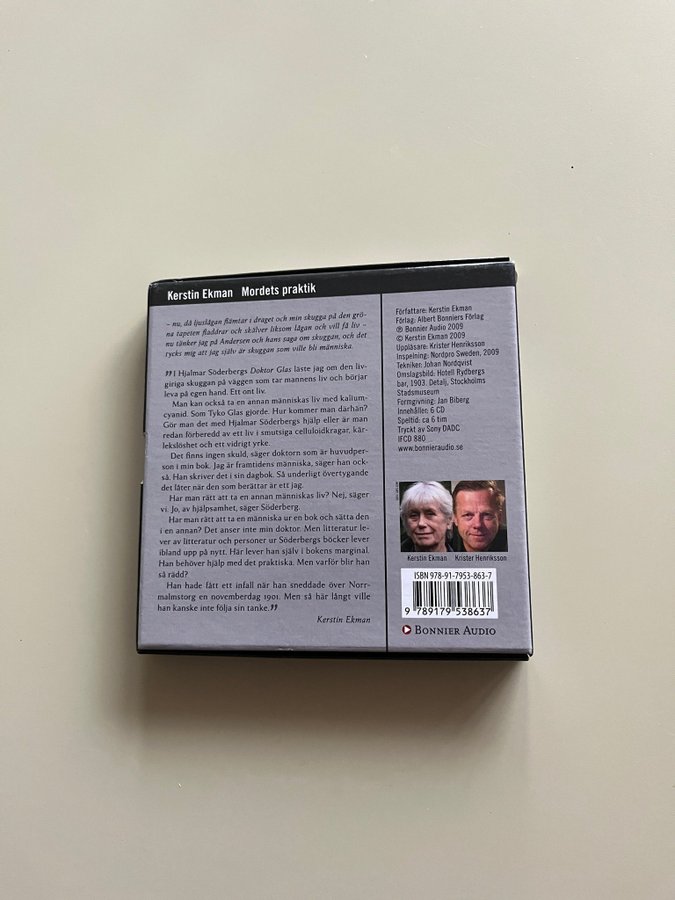 Kerstin Ekman Mordets praktik
– nu, då ljuslågan flämtar i draget och min skugga på den grö-
na tapeten fladdrar och skälver liksom lågan och vill få liv –
nu tänker jag på Andersen och hans saga om skuggan, och det
tycks mig att jag själv är skuggan som ville bli människa.
"I Hjalmar Söderbergs Doktor Glas läste jag om den liv-
giriga skuggan på väggen som tar mannens liv och börjar
leva på egen hand. Ett ont liv.
Man kan också ta en annan människas liv med kalium-
cyanid. Som Tyko Glas gjorde. Hur kommer man därhän?
Gör man det med Hjalmar Söderbergs hjälp eller är man
redan förberedd av ett liv i smutsiga celluloidkragar, kär-
lekslöshet och ett vidrigt yrke.
Det finns ingen skuld, säger doktorn som är huvudper-
son i min bok. Jag är framtidens människa, säger han ock-
så. Han skriver det i sin dagbok. Så underligt övertygande
det låter när den som berättar är ett jag.
Har man rätt att ta en annan människas liv? Nej, säger
vi. Jo, av hjälpsamhet, säger Söderberg.
Har man rätt att ta en människa ur en bok och sätta den
i en annan? Det anser inte min doktor. Men litteratur le-
ver av litteratur och personer ur Söderbergs böcker lever
ibland upp på nytt. Här lever han själv i bokens marginal.
Han behöver hjälp med det praktiska. Men varför blir han
så rädd?
Han hade fått ett infall när han sneddade över Norr-
malmstorg en novemberdag 1901. Men så här långt ville
han kanske inte följa sin tanke."
Kerstin Ekman
Författare: Kerstin Ekman
Förlag: Albert Bonniers Förlag
℗ Bonnier Audio 2009
© Kerstin Ekman 2009
Uppläsare: Krister Henriksson
Inspelning: Nordpro Sweden, 2009
Tekniker: Johan Nordqvist
Omslagsbild: Hotell Rydbergs
bar, 1903. Detalj, Stockholms
Stadsmuseum
Formgivning: Jan Biberg
Innehåller: 6 CD
Speltid: ca 6 tim
Tryckt av Sony DADC
IFCD 880
www.bonnieraudio.se
Kerstin Ekman Krister Henriksson
ISBN 978-91-7953-863-7
9 789179 538637
BONNIER AUDIO